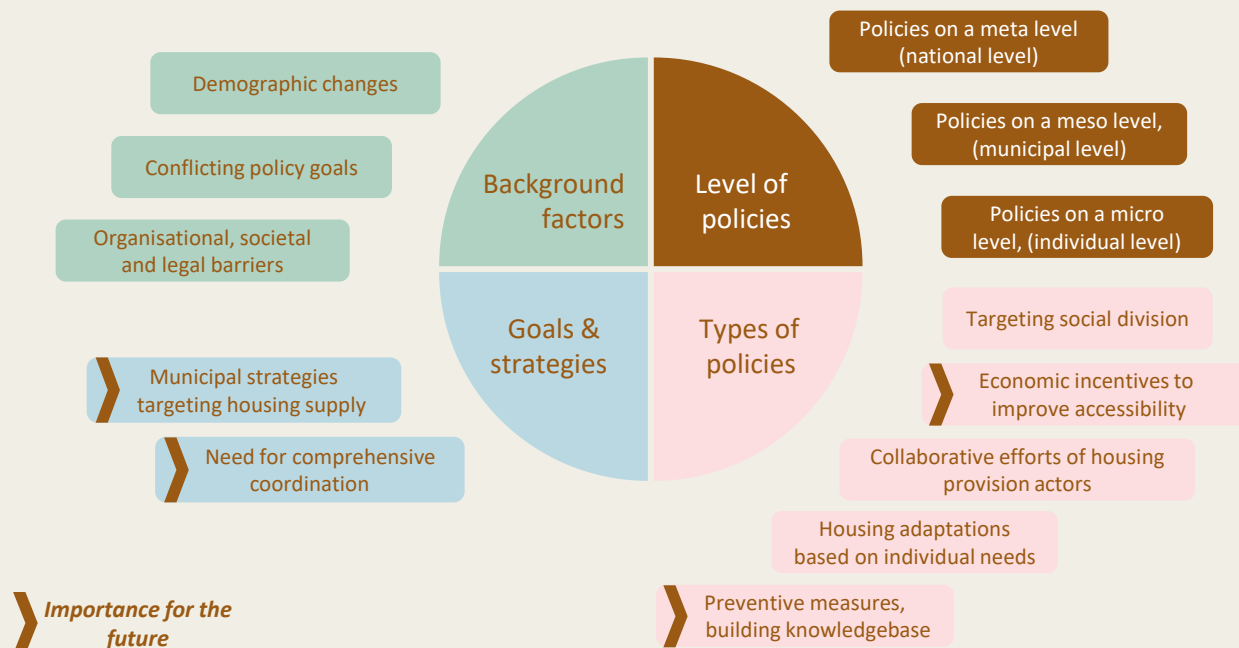 Demographic changes
Conflicting policy goals
Organisational, societal
and legal barriers
Background
factors
Level of
policies
Policies on a meta level
(national level)
Policies on a meso level,
(municipal level)
Policies on a micro
level, (individual level)
Goals &
strategies
Types of
policies
Municipal strategies
targeting housing supply
Need for comprehensive
coordination
Targeting social division
Economic incentives to
improve accessibility
Collaborative efforts of housing
provision actors
Housing adaptations
based on individual needs
Preventive measures,
building knowledgebase
Importance for the
future